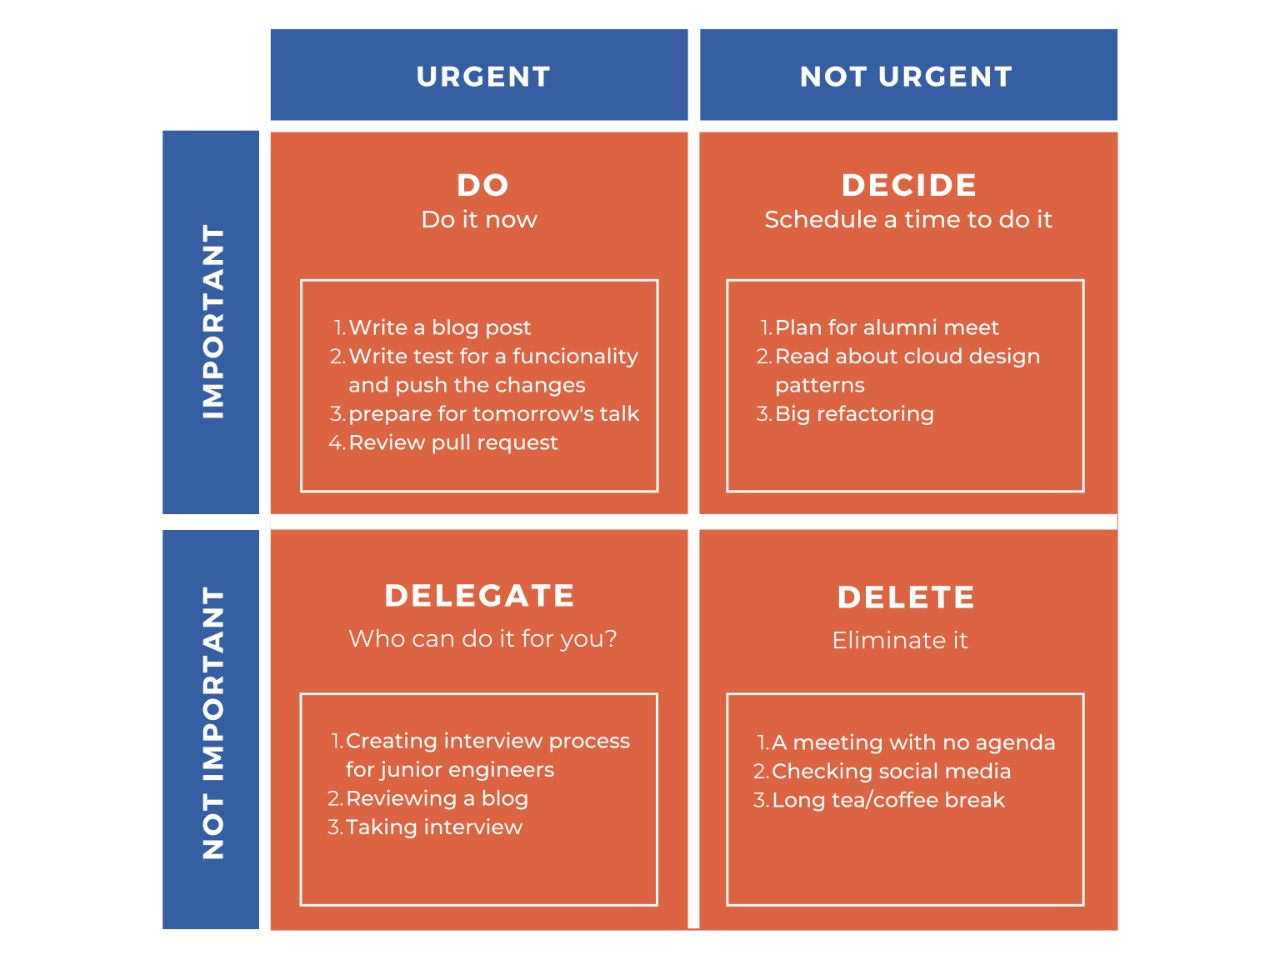 URGENT
NOT URGENT
IMPORTANT
DO
Do it now
1. Write a blog post
2. Write test for a funcionality
and push the changes
3. prepare for tomorrow's talk
4. Review pull request
DECIDE
Schedule a time to do it
1. Plan for alumni meet
2. Read about cloud design
patterns
3. Big refactoring
NOT IMPORTANT
DELEGATE
Who can do it for you?
1. Creating interview process
for junior engineers
2. Reviewing a blog
3. Taking interview
DELETE
Eliminate it
1. A meeting with no agenda
2. Checking social media
3. Long tea/coffee break